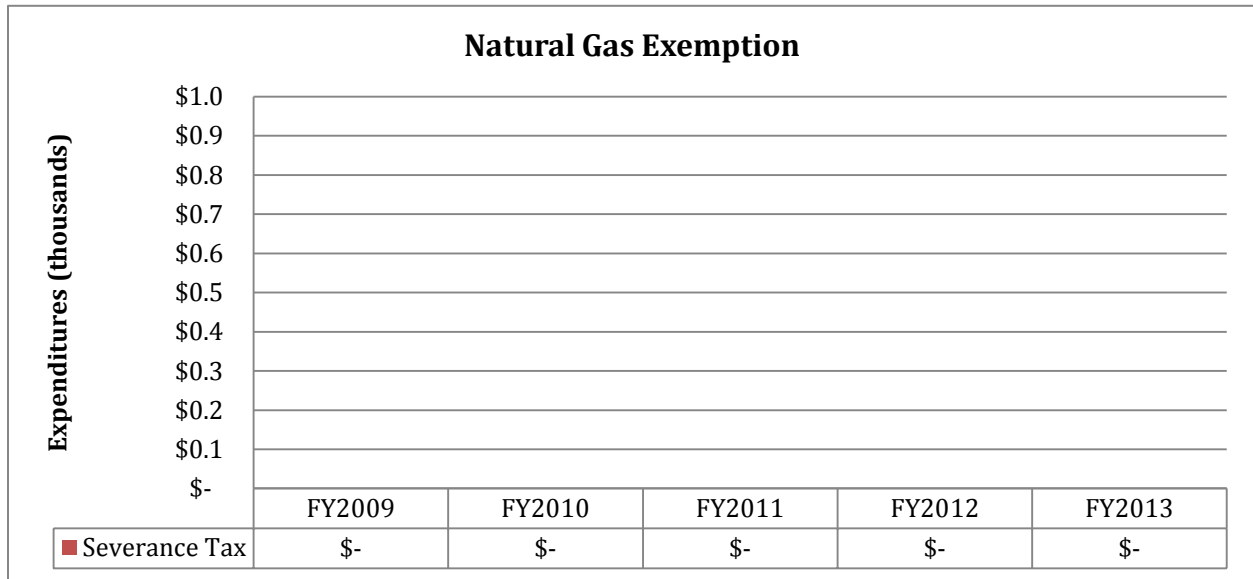 Natural Gas Exemption
Expenditures (thousands)
$1.0
$0.9
$0.8
$0.7
$0.6
$0.5
$0.4
$0.3
$0.2
$0.1
$-
FY2009 FY2010 FY2011 FY2012 FY2013
Severance Tax $- $- $- $- $-